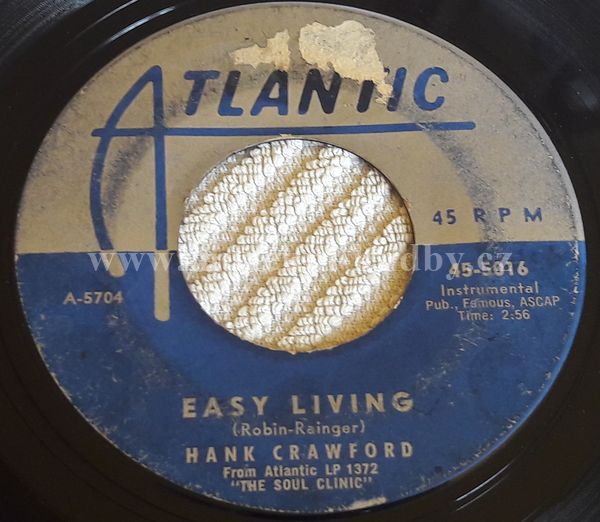 ATLANTIC
45 RPM
45-5016
A-5704
Instrumental
Pub., Famous, ASCAP
Time: 2:56
EASY LIVING
(Robin-Rainger)
HANK CRAWFORD
From Atlantic LP 1372
"THE SOUL CLINIC"